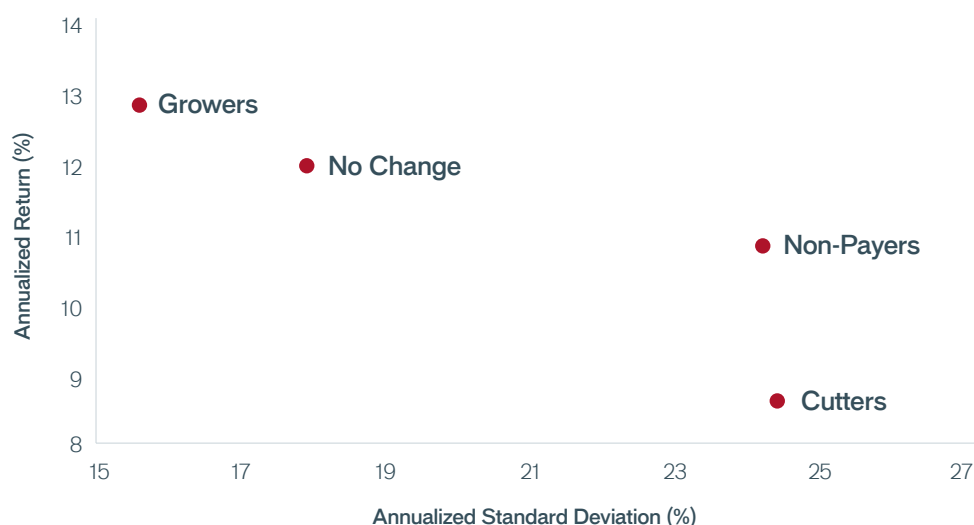 Annualized Return (%)
14
13
12
11
10
9
8
Growers
No Change
Non-Payers
Cutters
15 17 19 21 23 25 27
Annualized Standard Deviation (%)